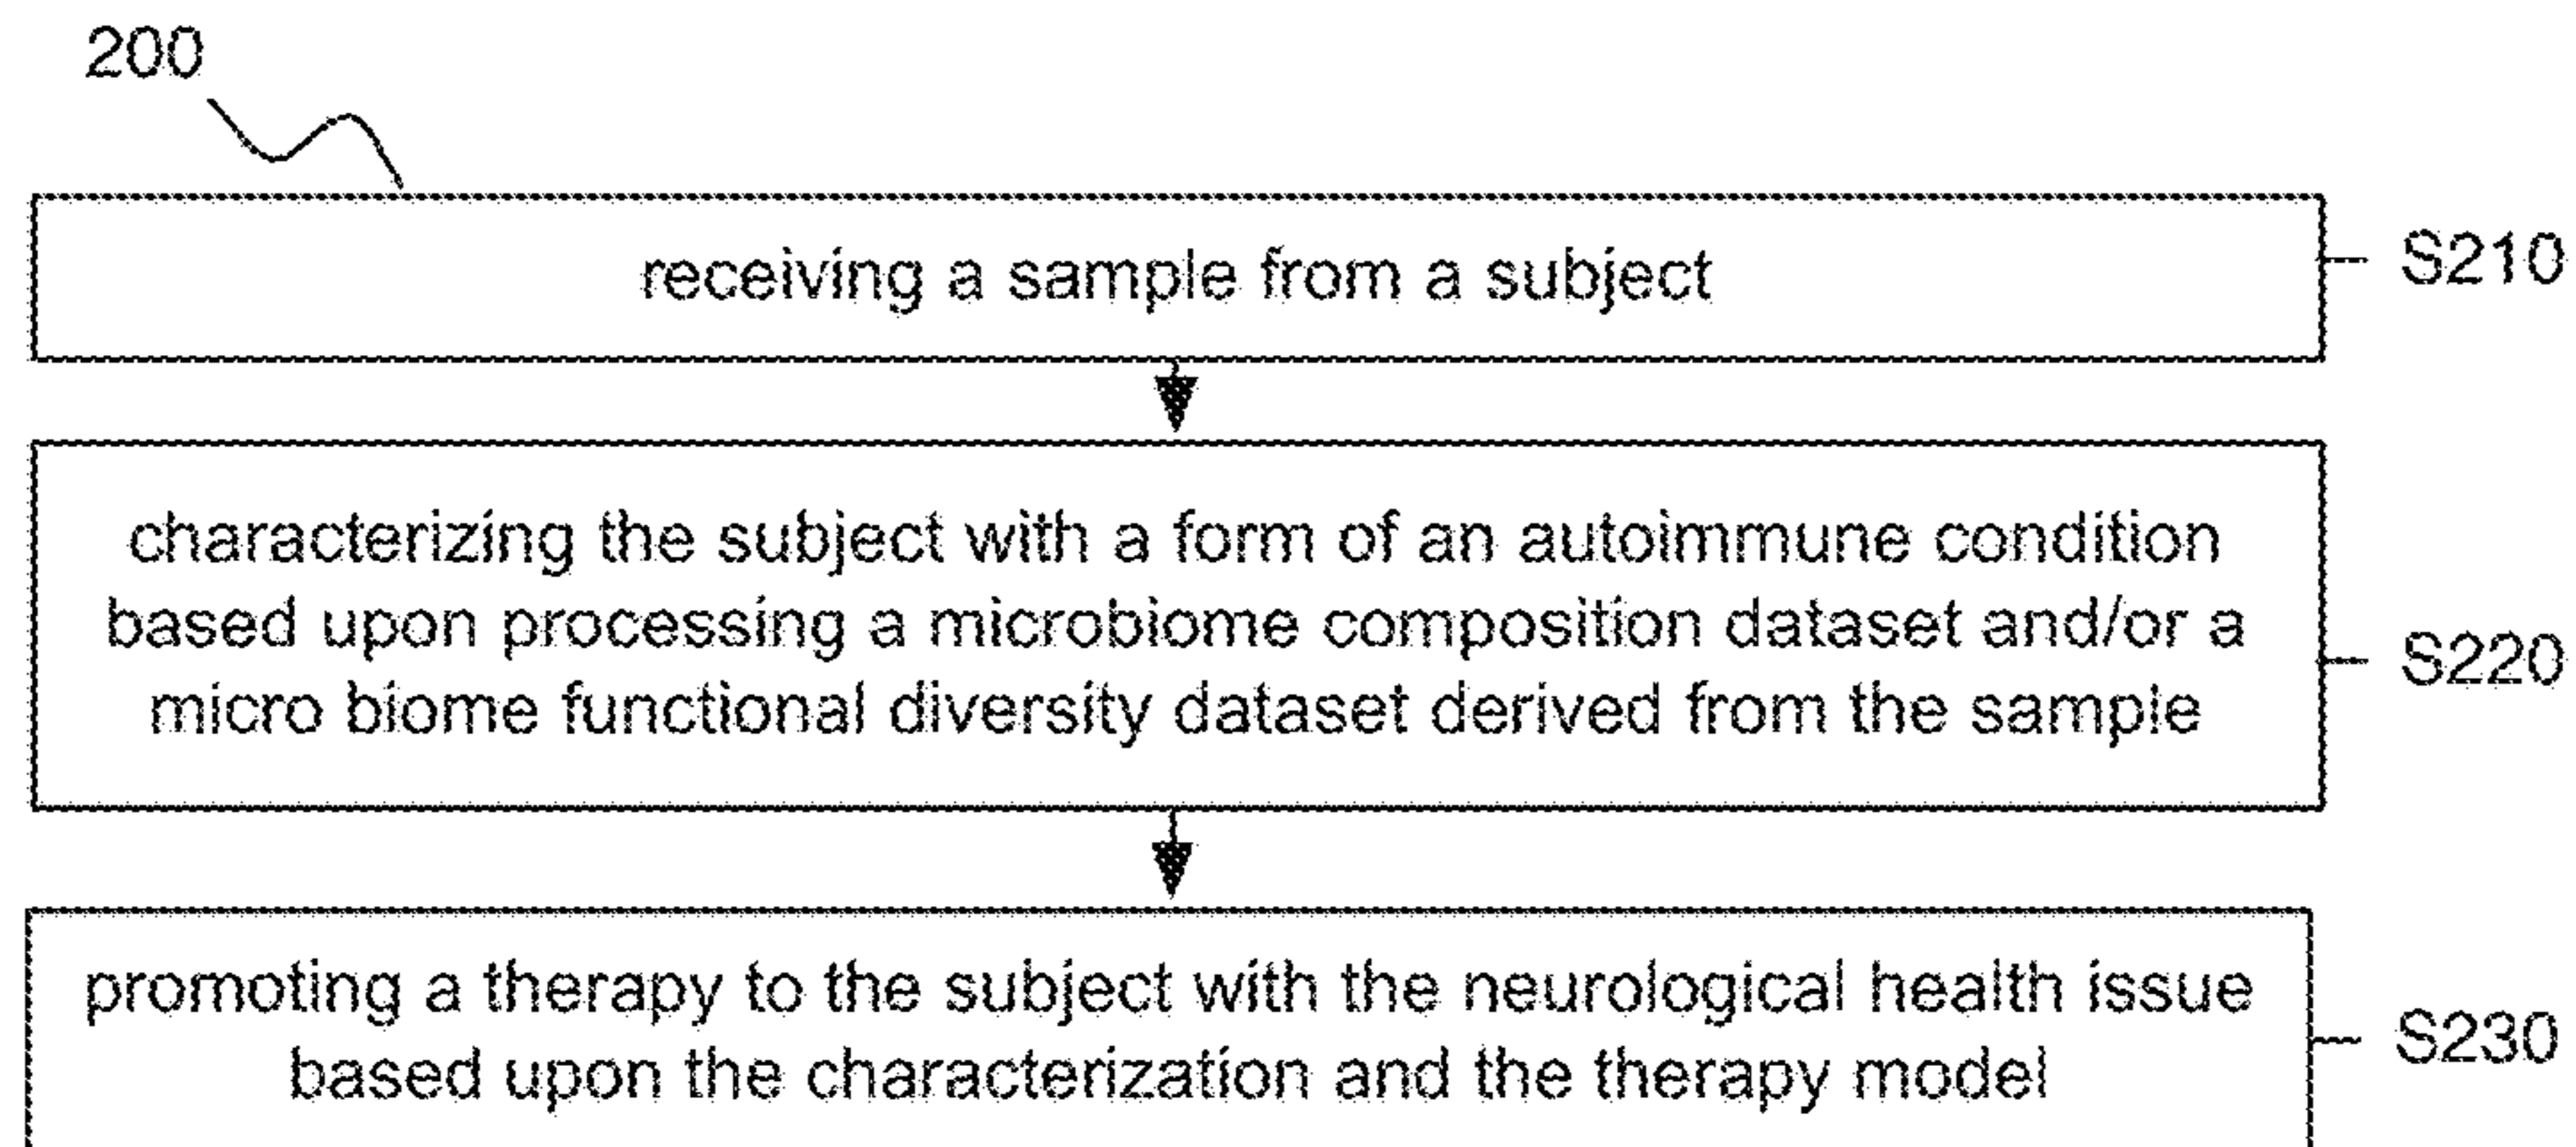 200
receiving a sample from a subject
S210
characterizing the subject with a form of an autoimmune condition
based upon processing a microbiome composition dataset and/or a
micro biome functional diversity dataset derived from the sample
S220
promoting a therapy to the subject with the neurological health issue
based upon the characterization and the therapy model
S230